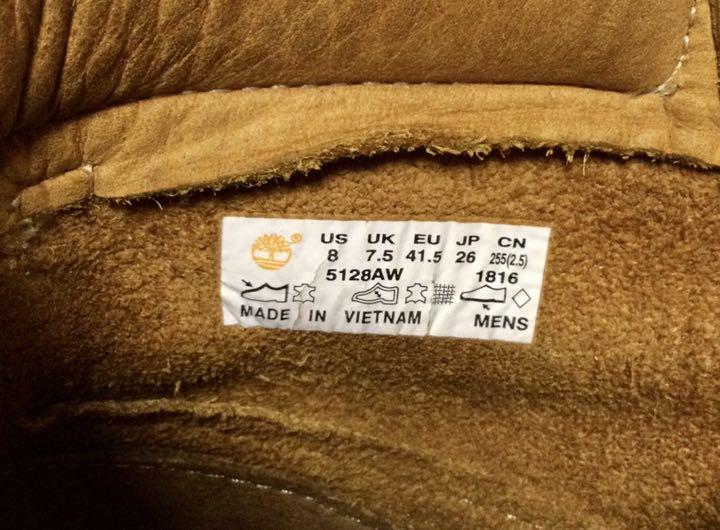 ® US UK EU JP CN
8 7.5 41.5 26 255(2.5)
5128AW 1816
MADE IN VIETNAM MENS